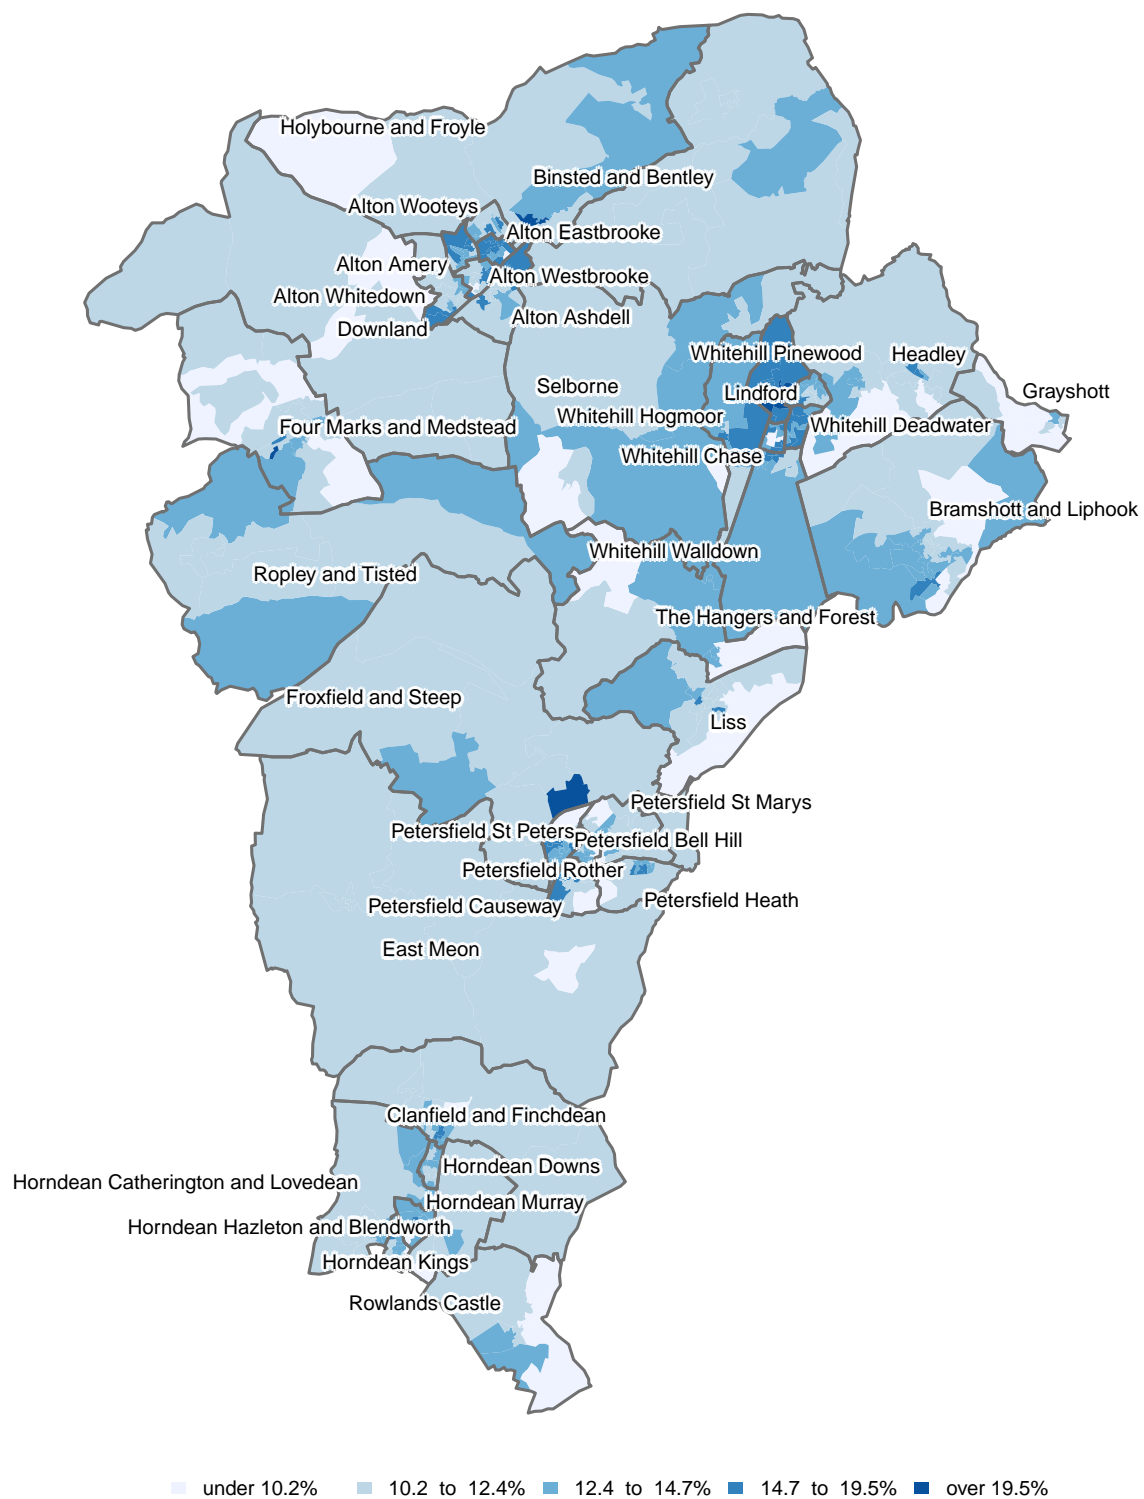 Holybourne and Froyle
Binsted and Bentley
Alton Wooteys
Alton Eastbrooke
Alton Amery
Alton Westbrooke
Alton Whitedown
Alton Ashdell
Downland
Whitehill Pinewood
Headley
Selborne
Lindford
Grayshott
Whitehill Hogmoor
Four Marks and Medstead
Whitehill Deadwater
Whitehill Chase
Bramshott and Liphook
Whitehill Walldown
Ropley and Tisted
The Hangers and Forest
Froxfield and Steep
Liss
Petersfield St Marys
Petersfield St Peters
Petersfield Bell Hill
Petersfield Rother
Petersfield Heath
Petersfield Causeway
East Meon
Clanfield and Finchdean
Horndean Downs
Horndean Catherington and Lovedean
Horndean Murray
Horndean Hazleton and Blendworth
Horndean Kings
Rowlands Castle
under 10.2% 10.2 to 12.4% 12.4 to 14.7% 14.7 to 19.5% over 19.5%